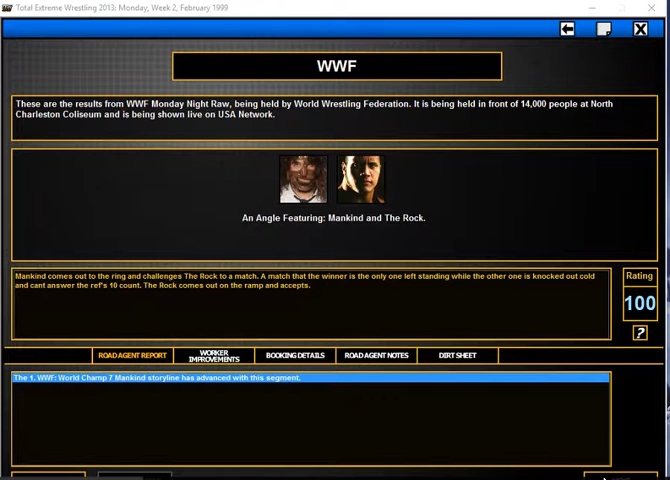 Total Extreme Wrestling 2013: Monday, Week 2, February 1999
WWF
These are the results from WWF Monday Night Raw, being held by World Wrestling Federation. It is being held in front of 14,000 people at North
Charleston Coliseum and is being shown live on USA Network.
An Angle Featuring: Mankind and The Rock.
Mankind comes out to the ring and challenges The Rock to a match. A match that the winner is the only one left standing while the other one is knocked out cold
and cant answer the ref's 10 count. The Rock comes out on the ramp and accepts.
Rating
100
?
ROAD AGENT REPORT
WORKER
IMPROVEMENTS
BOOKING DETAILS
ROAD AGENT NOTES
DIRT SHEET
The 1. WWF: World Champ 7 Mankind storyline has advanced with this segment.